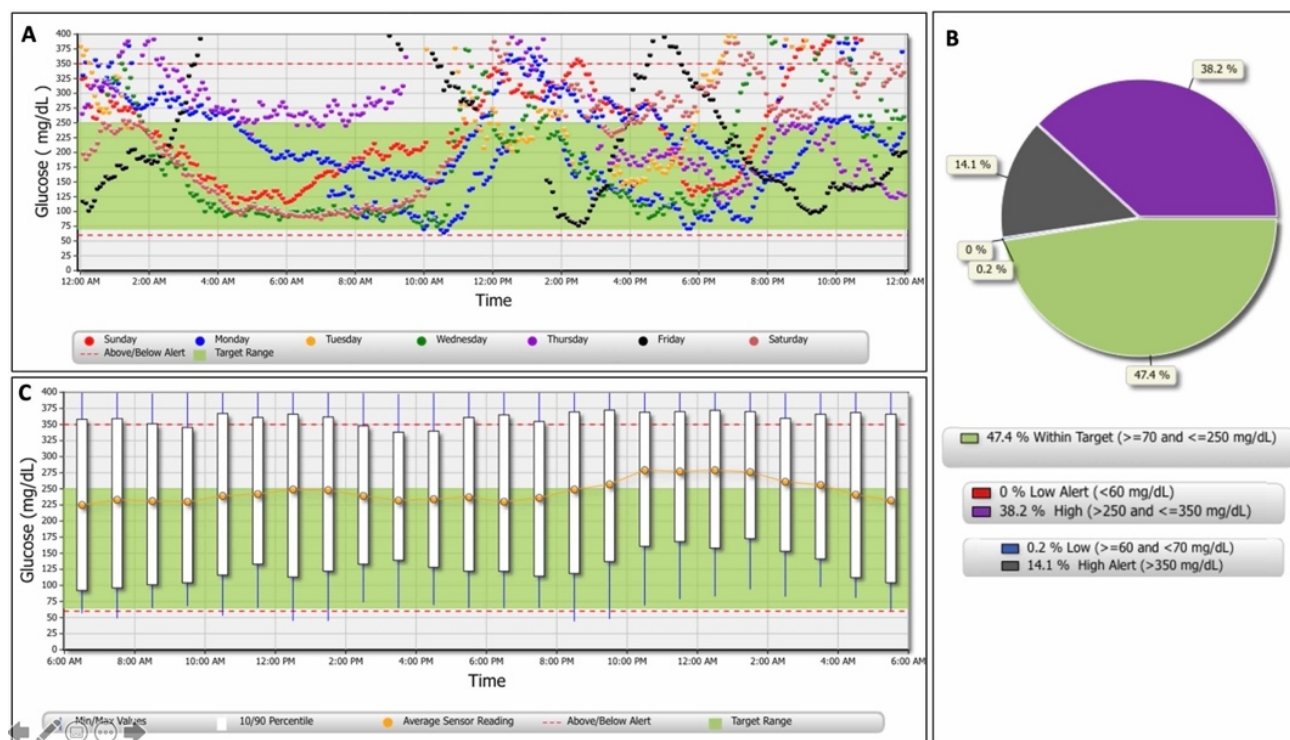 A
Glucose ( mg/dL)
400
375
350
325
300
275
250
225
200
175
150
125
100
75
50
25
0
12:00 AM 2:00 AM 4:00 AM 6:00 AM 8:00 AM 10:00 AM 12:00 PM 2:00 PM 4:00 PM 6:00 PM 8:00 PM 10:00 PM 12:00 AM
Time
Sunday Monday Tuesday Wednesday Thursday Friday Saturday
Above/Below Alert Target Range
C
Glucose (mg/dL)
400
375
350
325
300
275
250
225
200
175
150
125
100
75
50
25
0
6:00 AM 8:00 AM 10:00 AM 12:00 PM 2:00 PM 4:00 PM 6:00 PM 8:00 PM 10:00 PM 12:00 AM 2:00 AM 4:00 AM 6:00 AM
Time
Min/Max Values 10/90 Percentile Average Sensor Reading Above/Below Alert Target Range
B
38.2 %
14.1 %
0 %
0.2 %
47.4 %
47.4 % Within Target (>=70 and <=250 mg/dL)
0 % Low Alert (<60 mg/dL)
38.2 % High (>250 and <=350 mg/dL)
0.2 % Low (>=60 and <70 mg/dL)
14.1 % High Alert (>350 mg/dL)